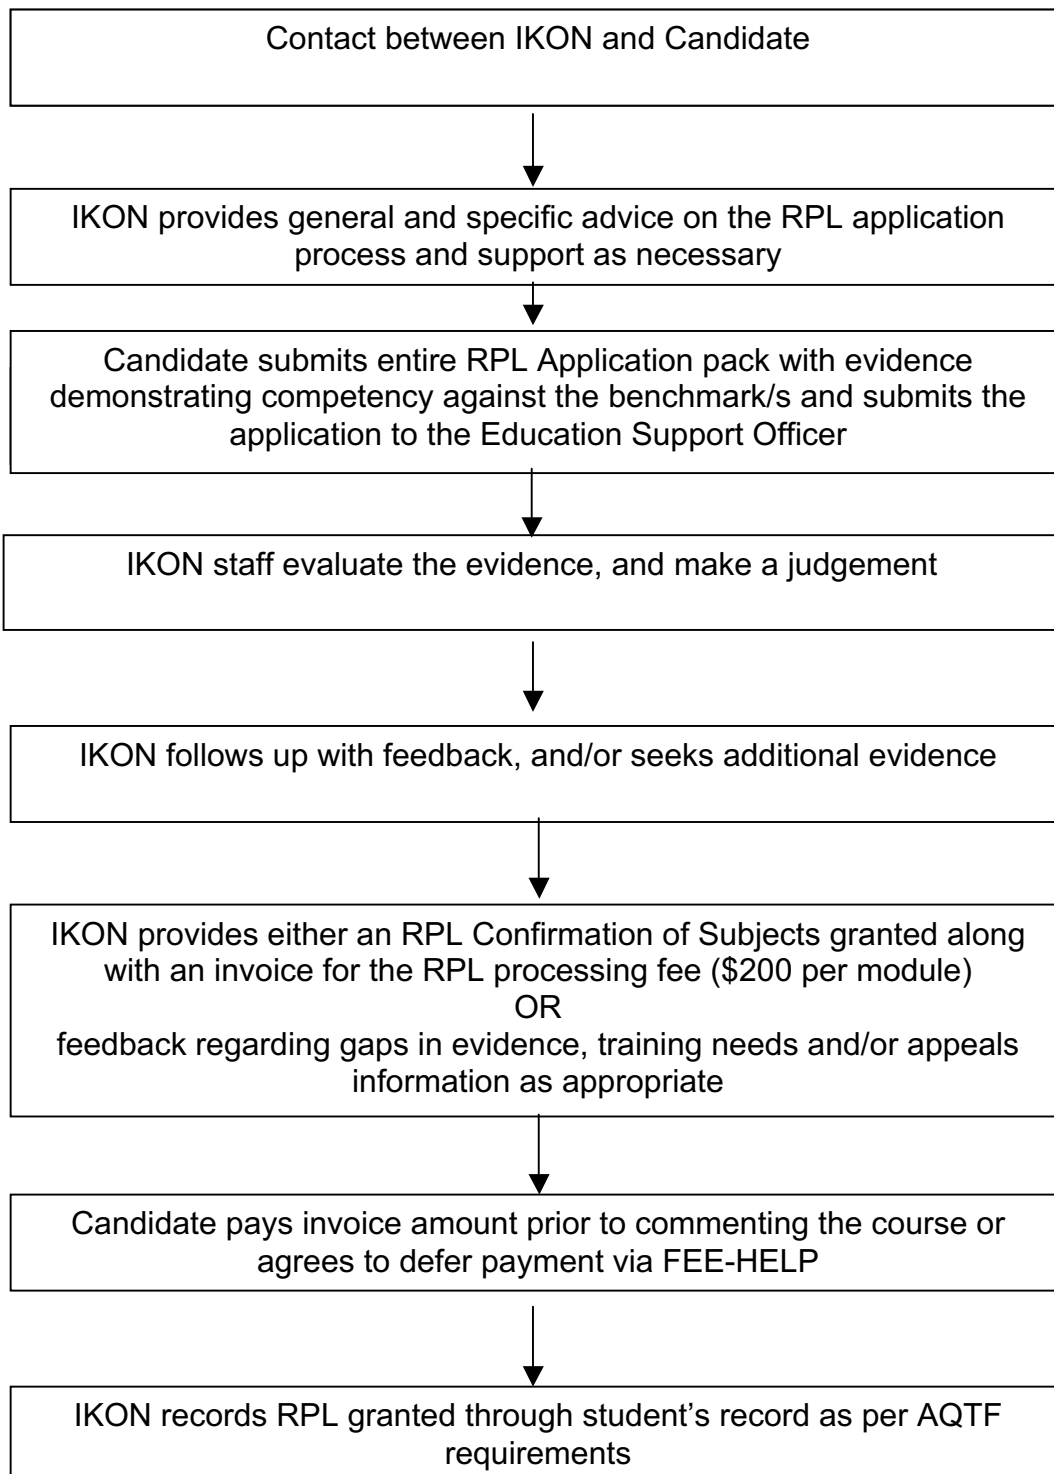 Contact between IKON and Candidate
IKON provides general and specific advice on the RPL application
process and support as necessary
Candidate submits entire RPL Application pack with evidence
demonstrating competency against the benchmark/s and submits the
application to the Education Support Officer
IKON staff evaluate the evidence, and make a judgement
IKON follows up with feedback, and/or seeks additional evidence
IKON provides either an RPL Confirmation of Subjects granted along
with an invoice for the RPL processing fee ($200 per module)
OR
feedback regarding gaps in evidence, training needs and/or appeals
information as appropriate
Candidate pays invoice amount prior to commenting the course or
agrees to defer payment via FEE-HELP
IKON records RPL granted through student’s record as per AQTF
requirements